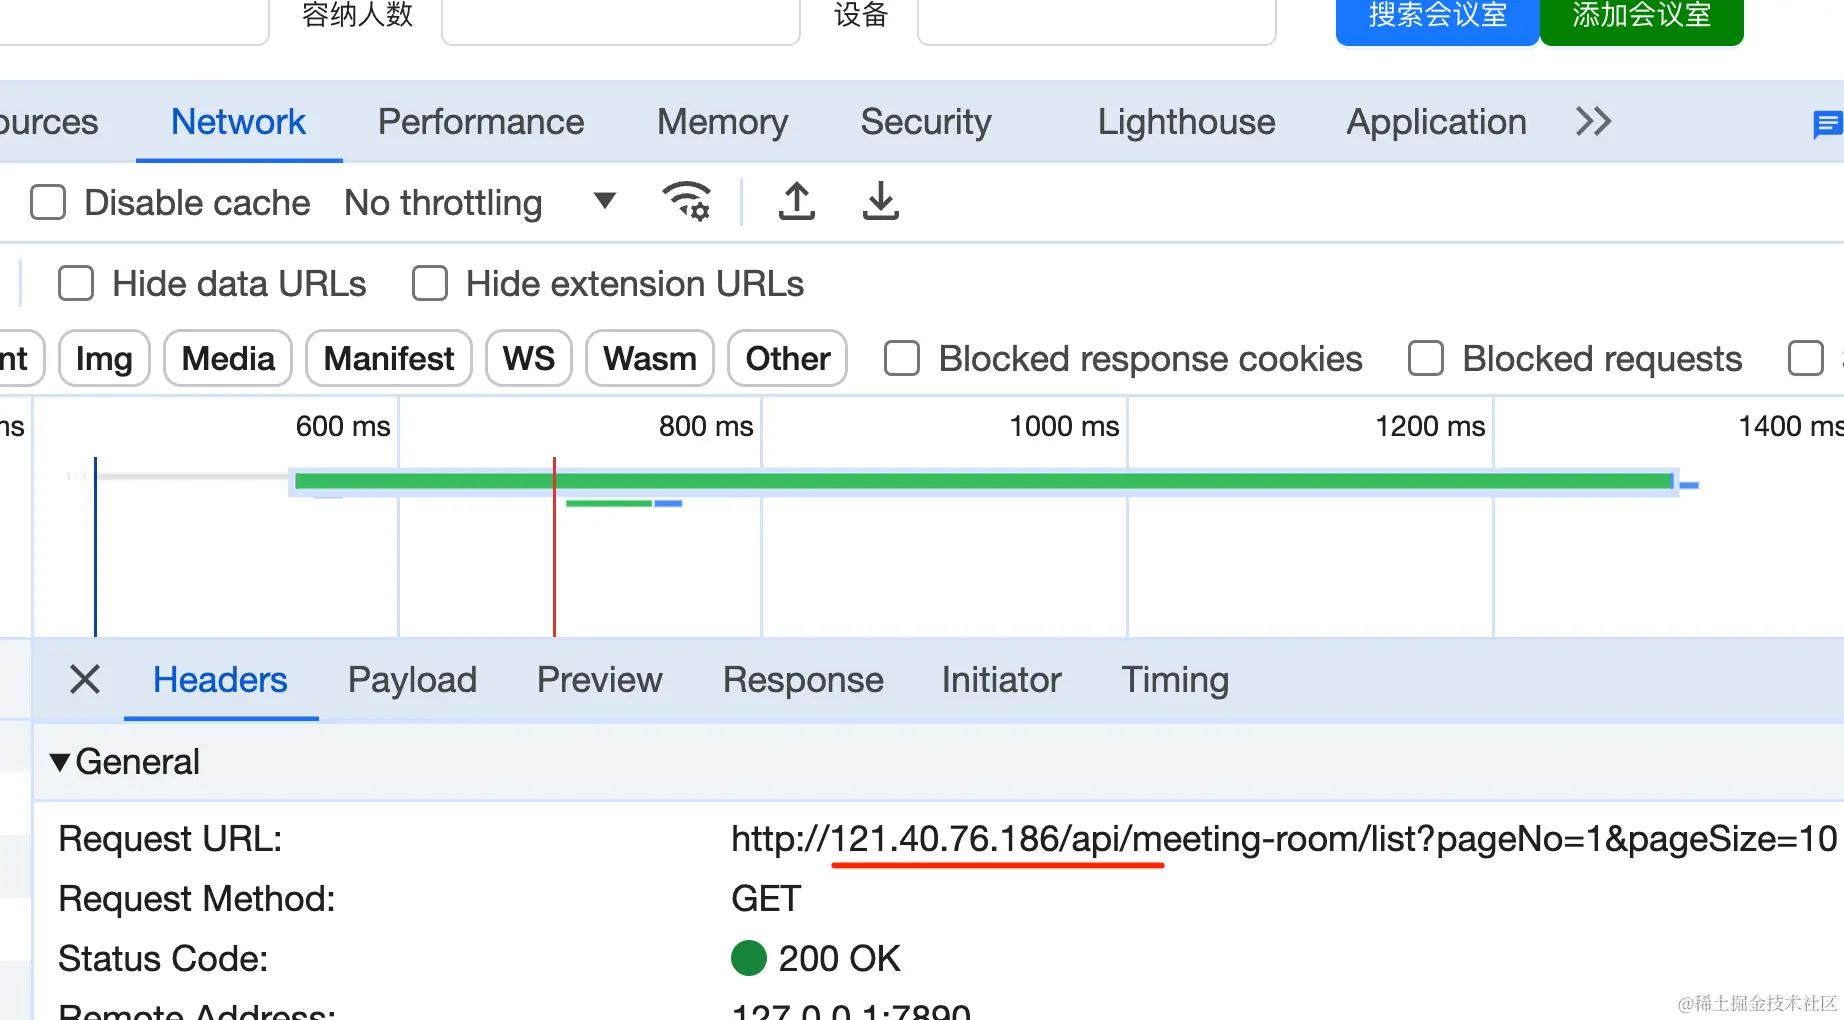 容纳人数 设备 搜索会议室 添加会议室
ources Network Performance Memory Security Lighthouse Application
Disable cache No throttling
Hide data URLs Hide extension URLs
nt Img Media Manifest WS Wasm Other Blocked response cookies Blocked requests
ms 600 ms 800 ms 1000 ms 1200 ms 1400 ms
Headers Payload Preview Response Initiator Timing
General
Request URL: http://121.40.76.186/api/meeting-room/list?pageNo=1&pageSize=10
Request Method: GET
Status Code: 200 OK
Remote Address: 127.0.0.1:7890
@稀土掘金技术社区